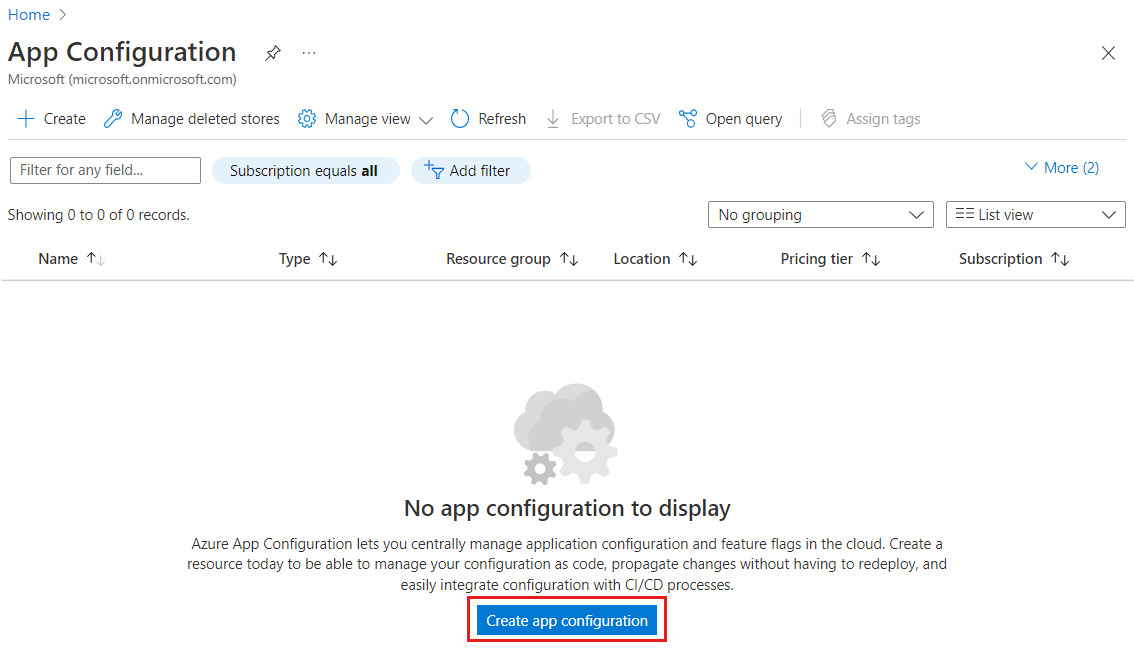 Home
App Configuration
Microsoft (microsoft.onmicrosoft.com)
Create Manage deleted stores Manage view Refresh Export to CSV Open query Assign tags
Filter for any field... Subscription equals all Add filter More (2)
Showing 0 to 0 of 0 records. No grouping List view
Name Type Resource group Location Pricing tier Subscription
No app configuration to display
Azure App Configuration lets you centrally manage application configuration and feature flags in the cloud. Create a
resource today to be able to manage your configuration as code, propagate changes without having to redeploy, and
easily integrate configuration with CI/CD processes.
Create app configuration